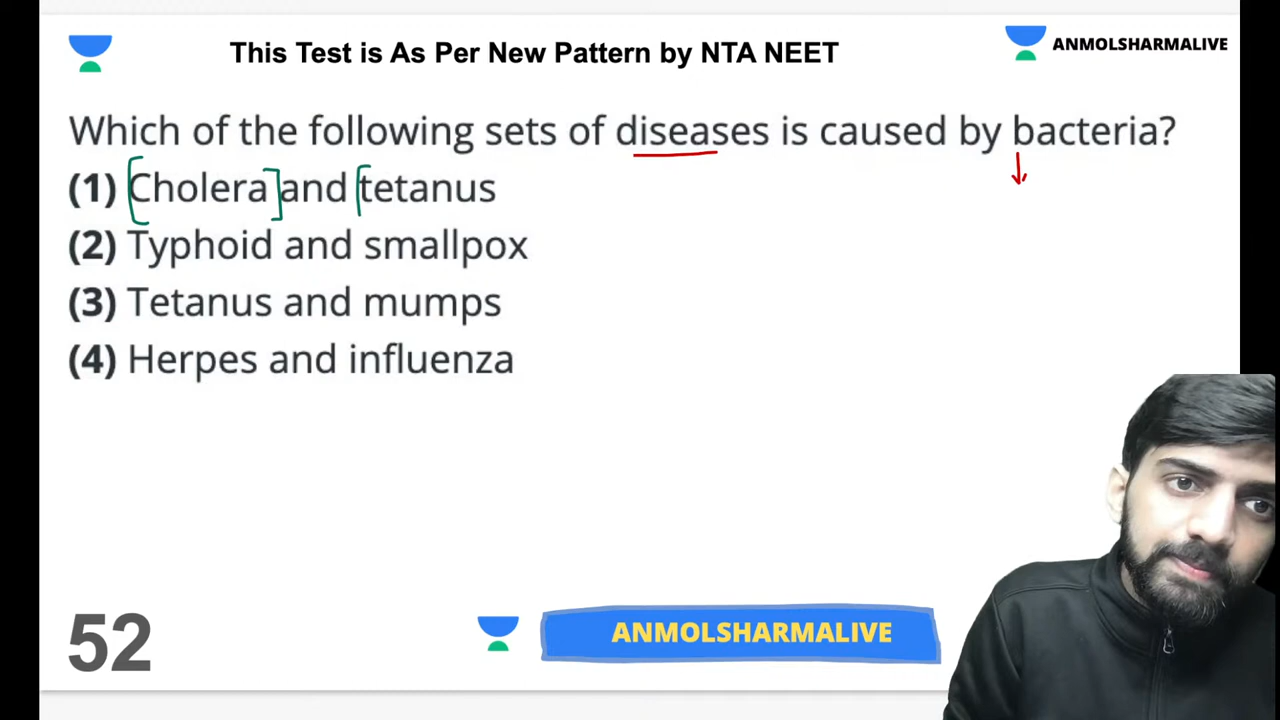 This Test is As Per New Pattern by NTA NEET
ANMOLSHARMALIVE
Which of the following sets of diseases is caused by bacteria?
(1) Cholera and tetanus
(2) Typhoid and smallpox
(3) Tetanus and mumps
(4) Herpes and influenza
52
ANMOLSHARMALIVE